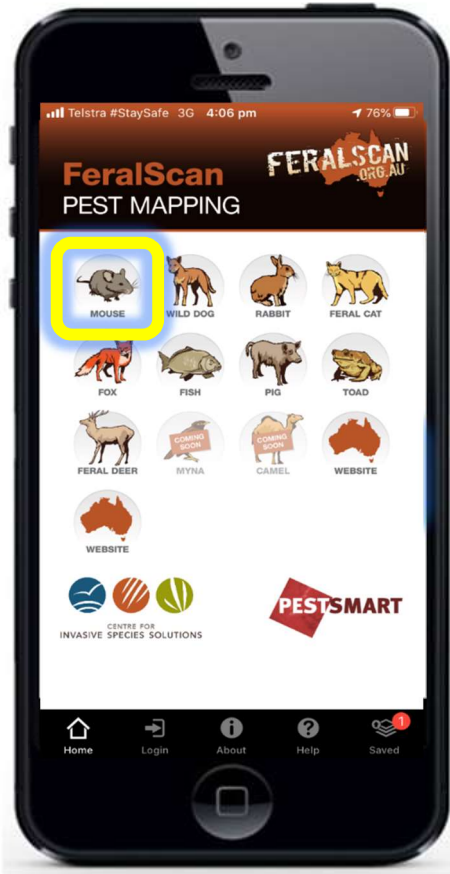 Telstra #StaySafe 3G 4:06 pm 76%
FERALSCAN
.ORG.AU
FeralScan
PEST MAPPING
MOUSE WILD DOG RABBIT FERAL CAT
FOX FISH PIG TOAD
COMING SOON COMING SOON
FERAL DEER MYNA CAMEL WEBSITE
WEBSITE
CENTRE FOR
INVASIVE SPECIES SOLUTIONS
PESTSMART
1
Home Login About Help Saved